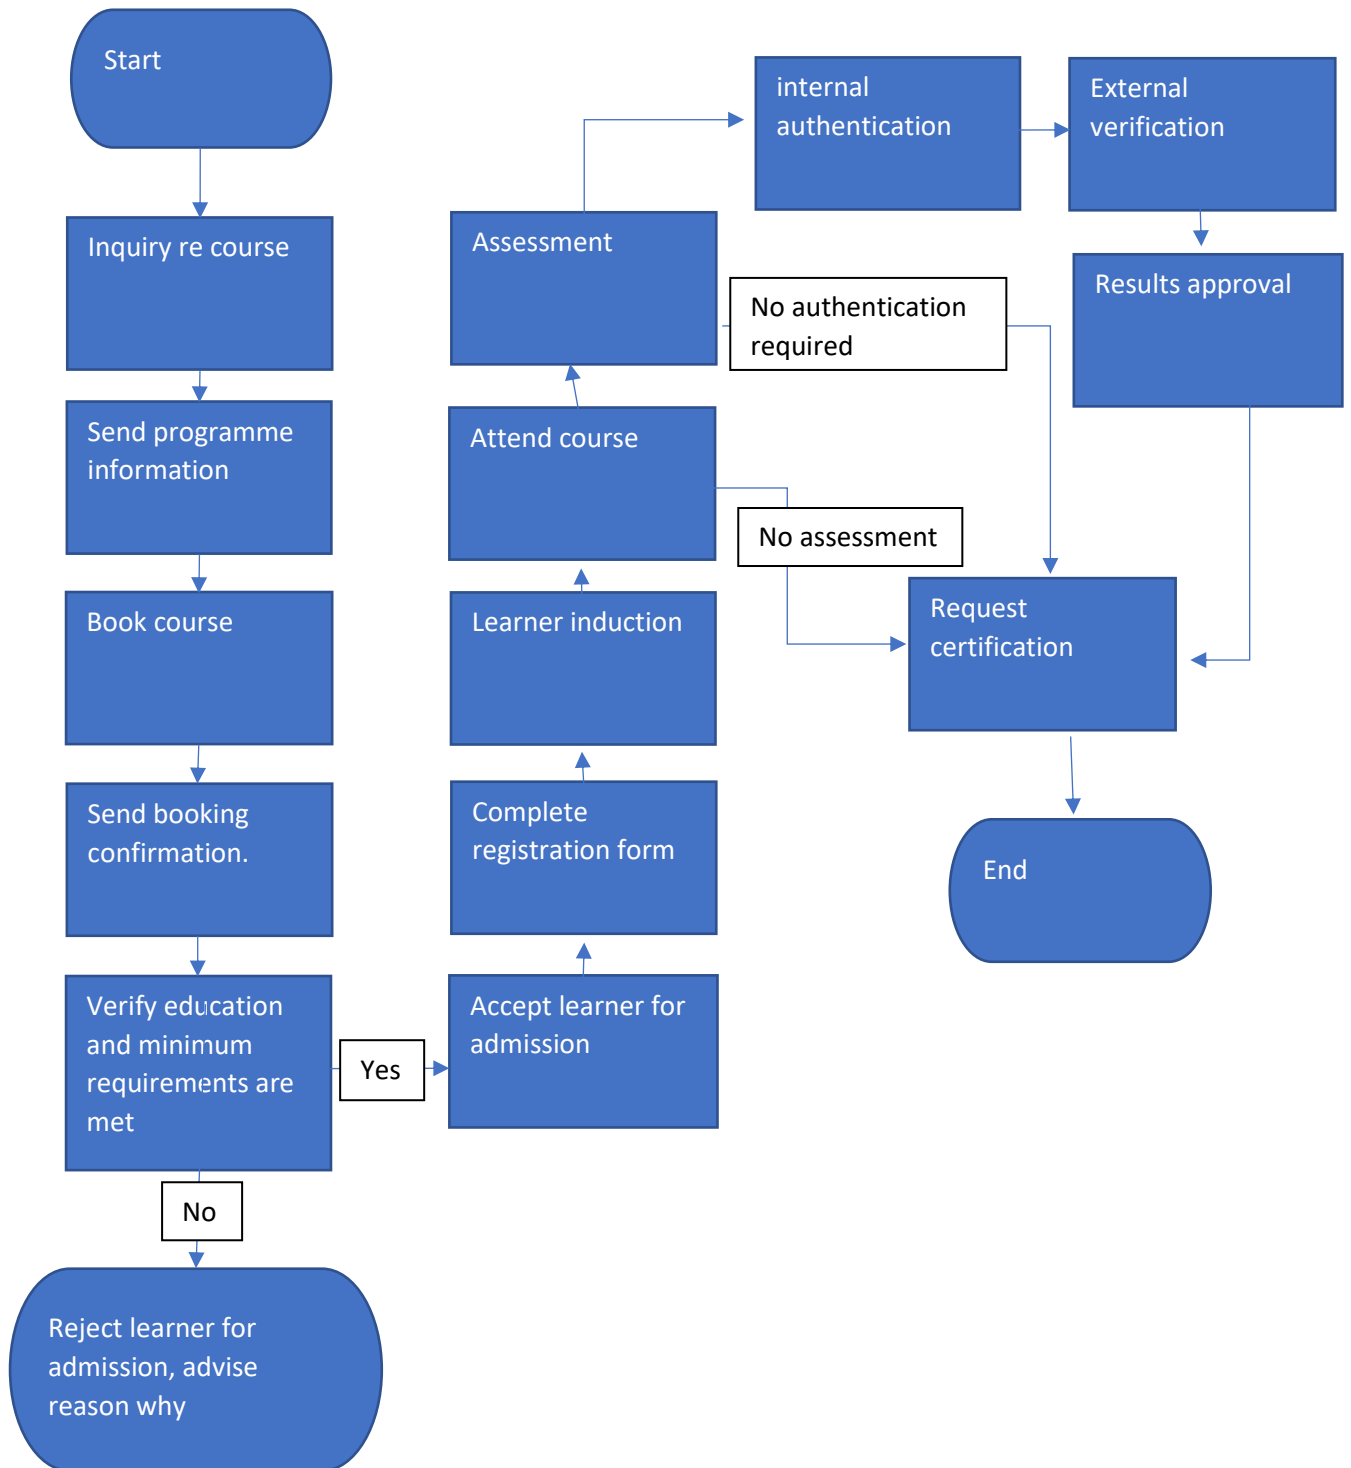 Start
Inquiry re course
Send programme
information
Book course
Send booking
confirmation.
Verify education
and minimum
requirements are
met
Yes
No
Reject learner for
admission, advise
reason why
Accept learner for
admission
Complete
registration form
Learner induction
Attend course
No assessment
Assessment
No authentication
required
internal
authentication
External
verification
Results approval
Request
certification
End